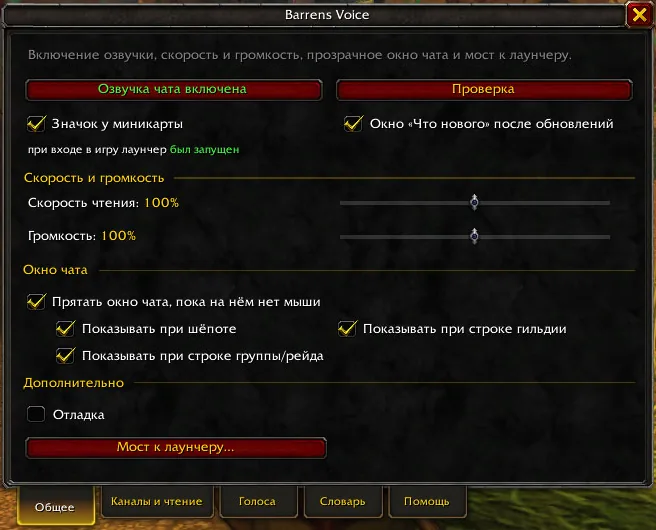 Barrens Voice
Включение озвучки, скорость и громкость, прозрачное окно чата и мост к лаунчеру.
Озвучка чата включена
Проверка
Значок у миникарты
Окно «Что нового» после обновлений
при входе в игру лаунчер был запущен
Скорость и громкость
Скорость чтения: 100%
Громкость: 100%
Окно чата
Прятать окно чата, пока на нём нет мыши
Показывать при шёпоте
Показывать при строке гильдии
Показывать при строке группы/рейда
Дополнительно
Отладка
Мост к лаунчеру...
Общее
Каналы и чтение
Голоса
Словарь
Помощь